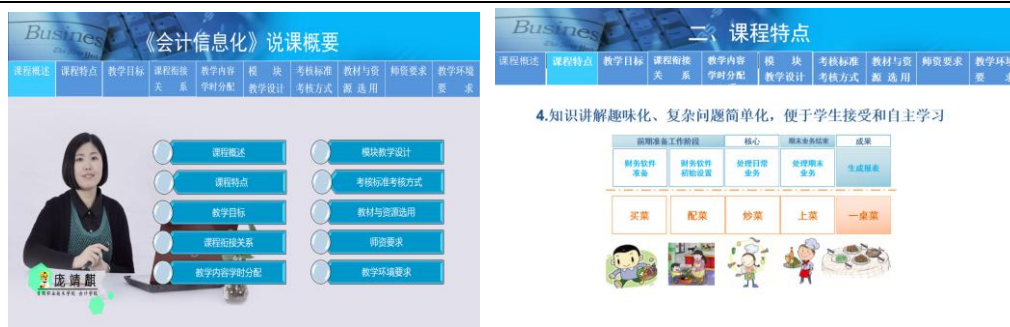 Business
《会计信息化》说课概要
课程概述 课程特点 教学目标 课程衔接关系 教学内容学时分配 模块教学设计 考核标准考核方式 教材与资源选用 师资要求 教学环境要求
课程概述 模块教学设计
课程特点 考核标准考核方式
教学目标 教材与资源选用
课程衔接关系 师资要求
教学内容学时分配 教学环境要求
庞靖麒
Business
二、课程特点
课程概述 课程特点 教学目标 课程衔接关系 教学内容学时分配 模块教学设计 考核标准考核方式 教材与资源选用 师资要求 教学环境要求
4.知识讲解趣味化、复杂问题简单化，便于学生接受和自主学习
前期准备工作阶段 核心 期末业务结束 成果
财务软件准备 财务软件初始设置 处理日常业务 处理期末业务 生成报表
买菜 配菜 炒菜 上菜 一桌菜